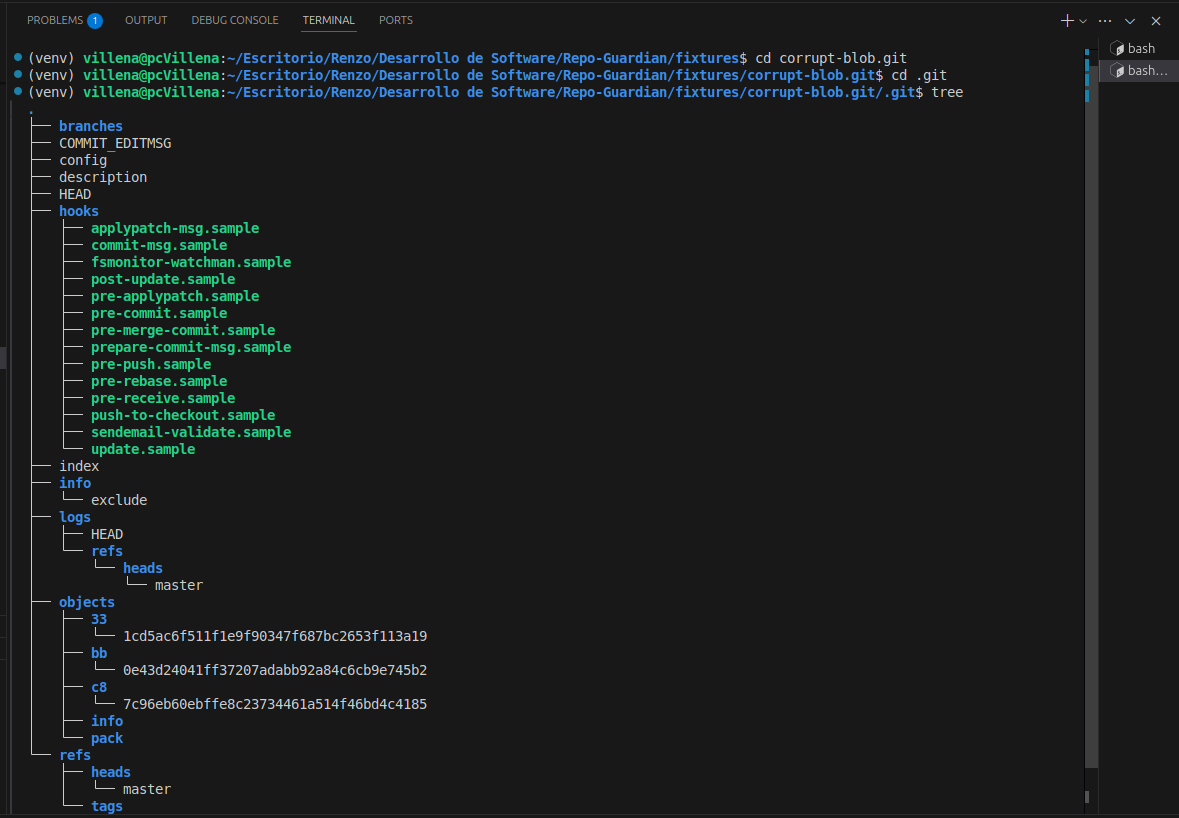 PROBLEMS 1 OUTPUT DEBUG CONSOLE TERMINAL PORTS
bash
bash...
(venv) villena@pcVillena:~/Escritorio/Renzo/Desarrollo de Software/Repo-Guardian/fixtures$ cd corrupt-blob.git
(venv) villena@pcVillena:~/Escritorio/Renzo/Desarrollo de Software/Repo-Guardian/fixtures/corrupt-blob.git$ cd .git
(venv) villena@pcVillena:~/Escritorio/Renzo/Desarrollo de Software/Repo-Guardian/fixtures/corrupt-blob.git/.git$ tree
.
├── branches
├── COMMIT_EDITMSG
├── config
├── description
├── HEAD
├── hooks
│   ├── applypatch-msg.sample
│   ├── commit-msg.sample
│   ├── fsmonitor-watchman.sample
│   ├── post-update.sample
│   ├── pre-applypatch.sample
│   ├── pre-commit.sample
│   ├── pre-merge-commit.sample
│   ├── prepare-commit-msg.sample
│   ├── pre-push.sample
│   ├── pre-rebase.sample
│   ├── pre-receive.sample
│   ├── push-to-checkout.sample
│   ├── sendemail-validate.sample
│   └── update.sample
├── index
├── info
│   └── exclude
├── logs
│   ├── HEAD
│   └── refs
│       └── heads
│           └── master
├── objects
│   ├── 33
│   │   └── 1cd5ac6f511f1e9f90347f687bc2653f113a19
│   ├── bb
│   │   └── 0e43d24041ff37207adabb92a84c6cb9e745b2
│   ├── c8
│   │   └── 7c96eb60ebffe8c23734461a514f46bd4c4185
│   ├── info
│   └── pack
└── refs
    ├── heads
    │   └── master
    └── tags